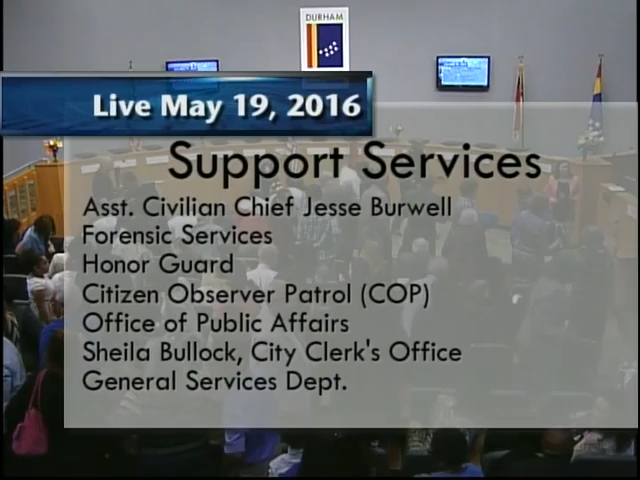 DURHAM
Live May 19, 2016
Support Services
Asst. Civilian Chief Jesse Burwell
Forensic Services
Honor Guard
Citizen Observer Patrol (COP)
Office of Public Affairs
Sheila Bullock, City Clerk's Office
General Services Dept.